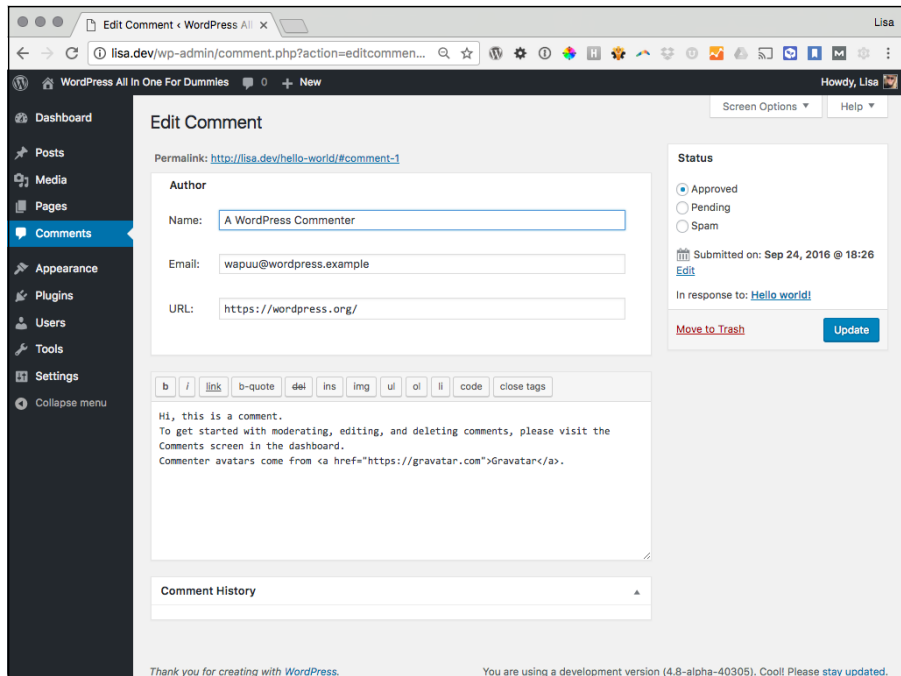 Edit Comment ‹ WordPress All
Lisa
lisa.dev/wp-admin/comment.php?action=editcommen...
WordPress All In One For Dummies 0 + New Howdy, Lisa
Screen Options ▼ Help ▼
Dashboard
Posts
Media
Pages
Comments
Appearance
Plugins
Users
Tools
Settings
Collapse menu
Edit Comment
Permalink: http://lisa.dev/hello-world/#comment-1
Author
Name: A WordPress Commenter
Email: wapuu@wordpress.example
URL: https://wordpress.org/
b i link b-quote del ins img ul ol li code close tags
Hi, this is a comment.
To get started with moderating, editing, and deleting comments, please visit the
Comments screen in the dashboard.
Commenter avatars come from <a href="https://gravatar.com">Gravatar</a>.
Comment History
Status
Approved
Pending
Spam
Submitted on: Sep 24, 2016 @ 18:26
Edit
In response to: Hello world!
Move to Trash Update
Thank you for creating with WordPress.
You are using a development version (4.8-alpha-40305). Cool! Please stay updated.